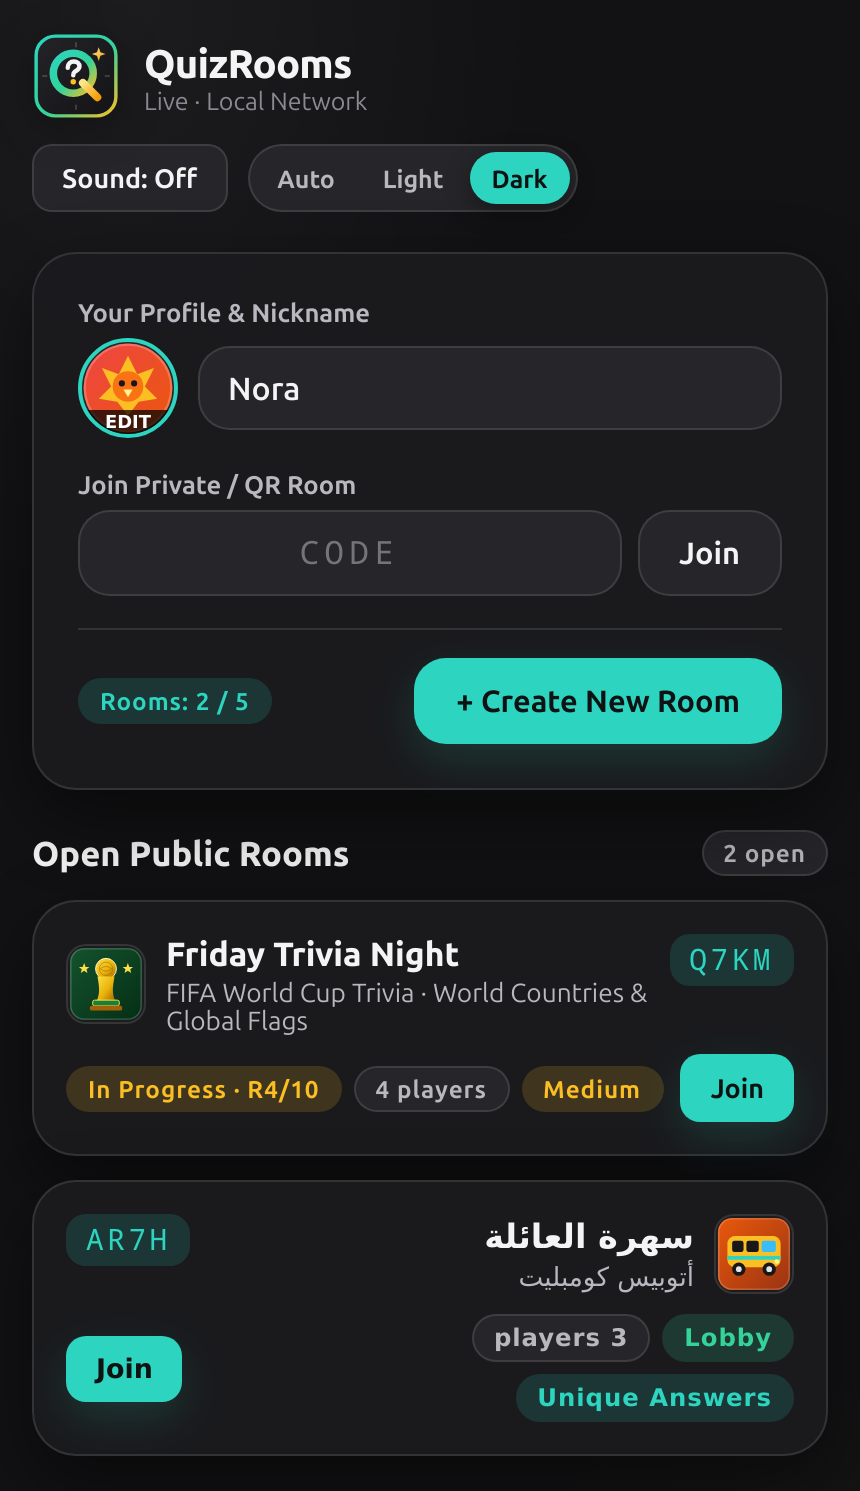 QuizRooms
Live · Local Network
Sound: Off
Auto
Light
Dark
Your Profile & Nickname
EDIT
Nora
Join Private / QR Room
CODE
Join
Rooms: 2 / 5
+ Create New Room
Open Public Rooms
2 open
Friday Trivia Night
Q7KM
FIFA World Cup Trivia · World Countries &
Global Flags
In Progress · R4/10
4 players
Medium
Join
سهرة العائلة
AR7H
أتوبيس كومبليت
Lobby
players 3
Unique Answers
Join